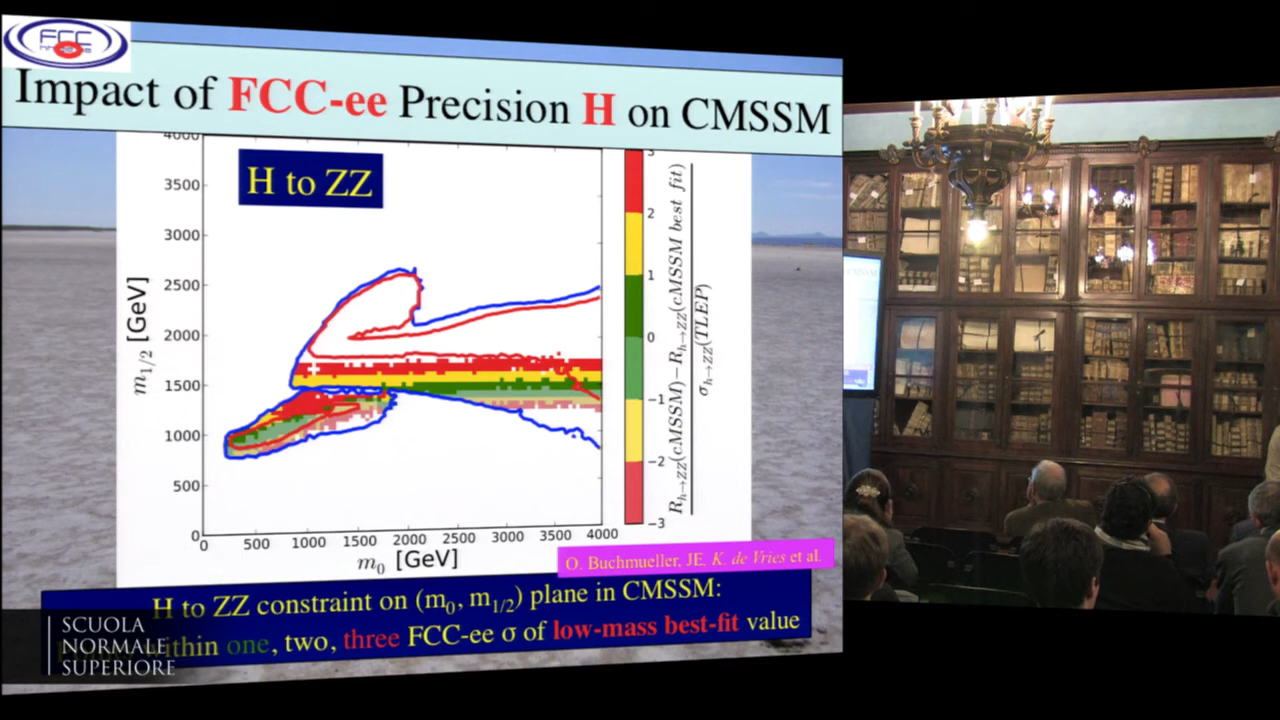 FCC
Impact of FCC-ee Precision H on CMSSM
H to ZZ
4000
3500
3000
2500
2000
1500
1000
500
0
m1/2 [GeV]
0 500 1000 1500 2000 2500 3000 3500 4000
m0 [GeV]
3
2
1
0
−1
−2
−3
Rh→ZZ(cMSSM)−Rh→ZZ(cMSSM best fit)
σh→ZZ(TLEP)
O. Buchmueller, JE, K. de Vries et al.
H to ZZ constraint on (m0, m1/2) plane in CMSSM:
within one, two, three FCC-ee σ of low-mass best-fit value
SCUOLA
NORMALE
SUPERIORE